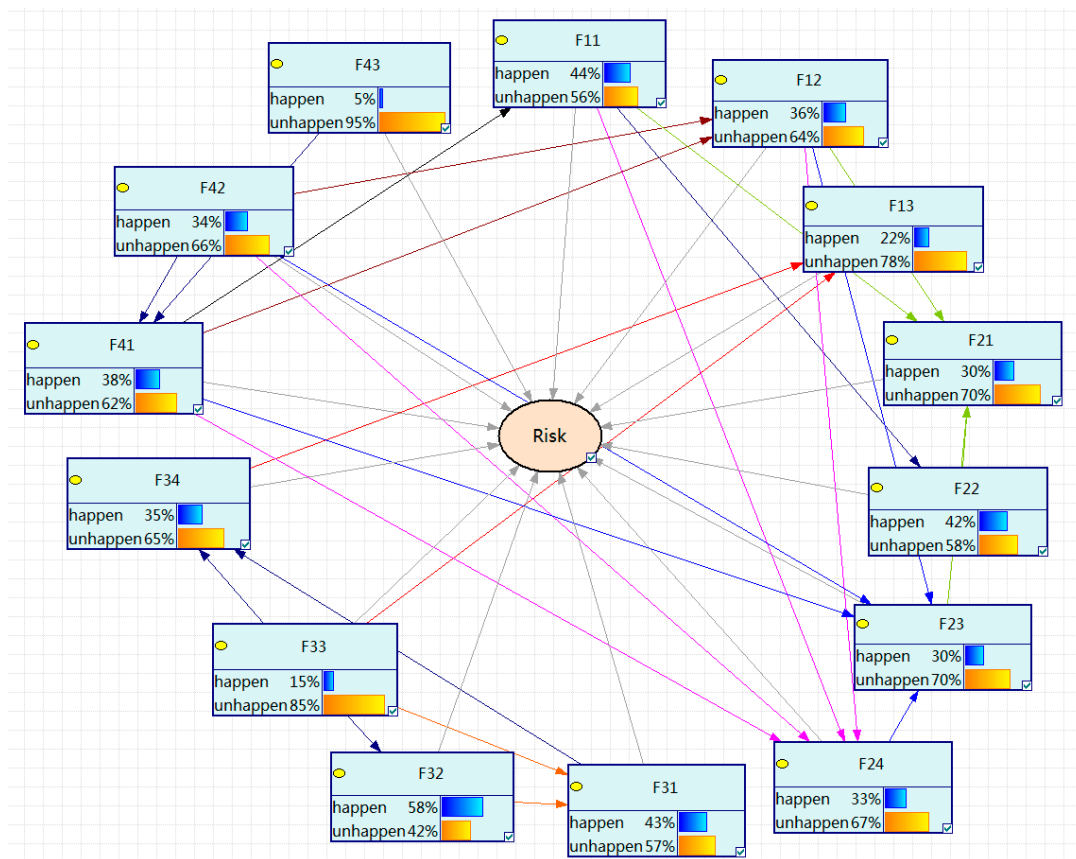 F11
happen 44%
unhappen 56%
F43
happen 5%
unhappen 95%
F12
happen 36%
unhappen 64%
F42
happen 34%
unhappen 66%
F13
happen 22%
unhappen 78%
F41
happen 38%
unhappen 62%
F21
happen 30%
unhappen 70%
Risk
F34
happen 35%
unhappen 65%
F22
happen 42%
unhappen 58%
F33
happen 15%
unhappen 85%
F23
happen 30%
unhappen 70%
F32
happen 58%
unhappen 42%
F31
happen 43%
unhappen 57%
F24
happen 33%
unhappen 67%